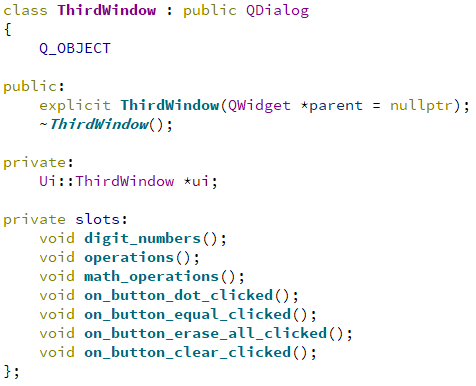 class ThirdWindow : public QDialog
{
    Q_OBJECT

public:
    explicit ThirdWindow(QWidget *parent = nullptr);
    ~ThirdWindow();

private:
    Ui::ThirdWindow *ui;

private slots:
    void digit_numbers();
    void operations();
    void math_operations();
    void on_button_dot_clicked();
    void on_button_equal_clicked();
    void on_button_erase_all_clicked();
    void on_button_clear_clicked();
};